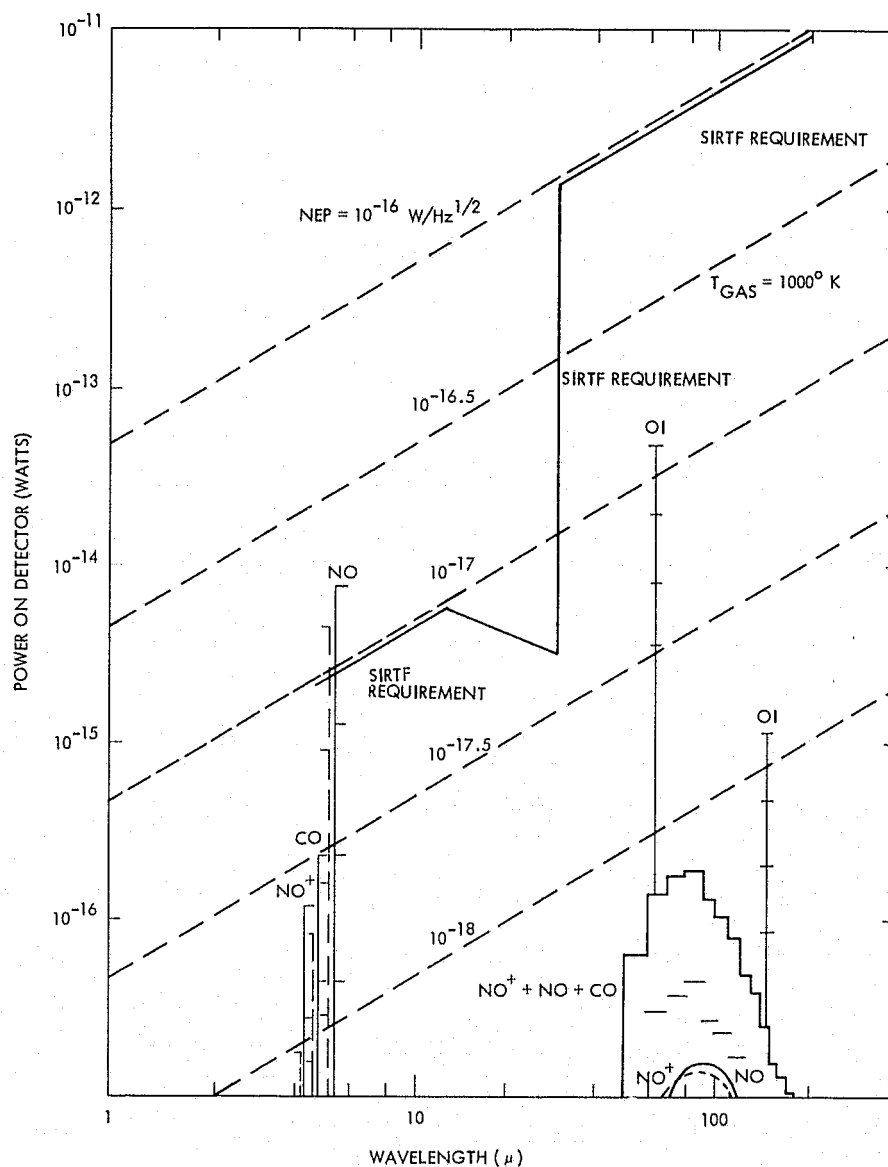 10⁻¹¹
SIRTF REQUIREMENT
10⁻¹²
NEP = 10⁻¹⁶ W/Hz^1/2
T_GAS = 1000° K
10⁻¹³
SIRTF REQUIREMENT
10⁻¹⁶·⁵
OI
POWER ON DETECTOR (WATTS)
10⁻¹⁴
NO
10⁻¹⁷
SIRTF
REQUIREMENT
10⁻¹⁵
10⁻¹⁷·⁵
OI
CO
NO⁺
10⁻¹⁶
10⁻¹⁸
NO⁺ + NO + CO
NO⁺
NO
1
10
100
WAVELENGTH (μ)